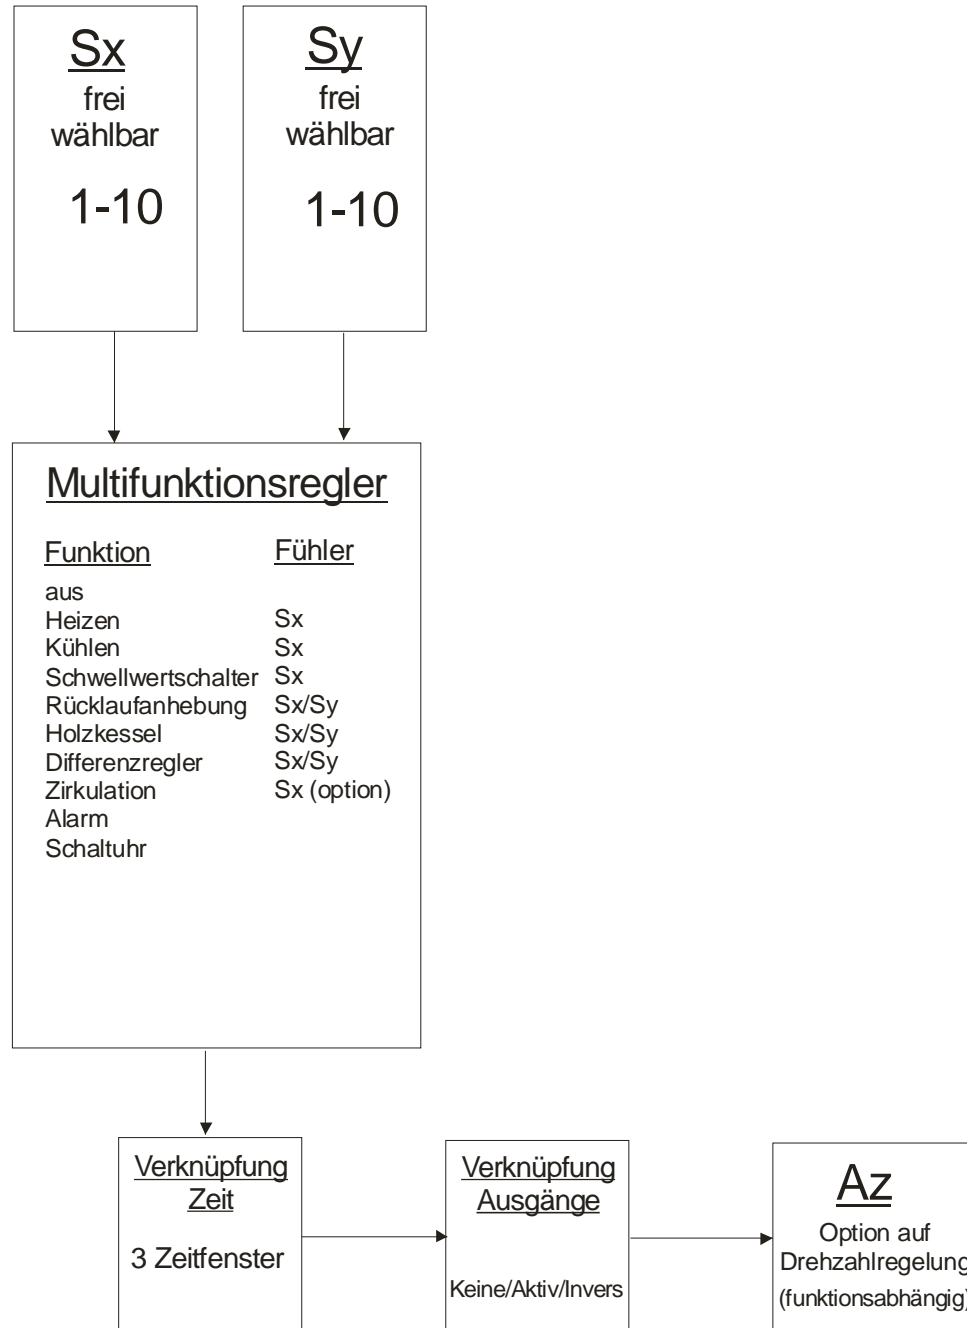 Sx
frei
wählbar
1-10
Sy
frei
wählbar
1-10
Multifunktionsregler
Funktion Fühler
aus
Heizen Sx
Kühlen Sx
Schwellwertschalter Sx
Rücklaufanhebung Sx/Sy
Holzkessel Sx/Sy
Differenzregler Sx/Sy
Zirkulation Sx (option)
Alarm
Schaltuhr
Verknüpfung
Zeit
3 Zeitfenster
Verknüpfung
Ausgänge
Keine/Aktiv/Invers
Az
Option auf
Drehzahlregelung
(funktionsabhängig)